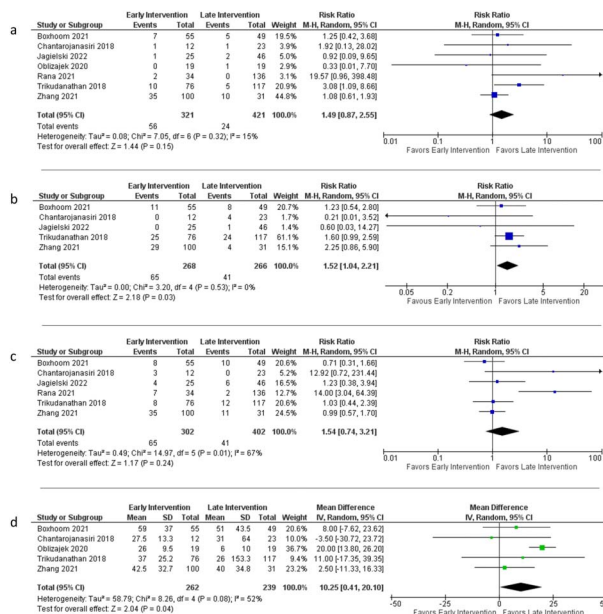 a
Early Intervention Late Intervention Risk Ratio Risk Ratio
Study or Subgroup Events Total Events Total Weight M-H, Random, 95% CI M-H, Random, 95% CI
Boxhoorn 2021 7 55 5 49 19.5% 1.25 [0.42, 3.68]
Chantarojanasiri 2018 1 12 1 23 3.7% 1.92 [0.13, 28.02]
Jagielski 2022 1 25 2 46 4.9% 0.92 [0.09, 9.65]
Oblizajek 2020 0 19 1 19 2.7% 0.33 [0.01, 7.70]
Rana 2021 2 34 0 136 3.0% 19.57 [0.96, 398.48]
Trikudanathan 2018 10 76 5 117 20.9% 3.08 [1.09, 8.66]
Zhang 2021 35 100 10 31 45.3% 1.08 [0.61, 1.93]
Total (95% CI) 321 421 100.0% 1.49 [0.87, 2.55]
Total events 56 24
Heterogeneity: Tau² = 0.08; Chi² = 7.05, df = 6 (P = 0.32); I² = 15%
Test for overall effect: Z = 1.44 (P = 0.15)
0.01 0.1 1 10 100
Favors Early Intervention Favors Late Intervention
b
Early Intervention Late Intervention Risk Ratio Risk Ratio
Study or Subgroup Events Total Events Total Weight M-H, Random, 95% CI M-H, Random, 95% CI
Boxhoorn 2021 11 55 8 49 20.7% 1.23 [0.54, 2.80]
Chantarojanasiri 2018 0 12 4 23 1.7% 0.21 [0.01, 3.52]
Jagielski 2022 0 25 1 46 1.4% 0.60 [0.03, 14.27]
Trikudanathan 2018 25 76 24 117 61.1% 1.60 [0.99, 2.59]
Zhang 2021 29 100 4 31 15.1% 2.25 [0.86, 5.90]
Total (95% CI) 268 266 100.0% 1.52 [1.04, 2.21]
Total events 65 41
Heterogeneity: Tau² = 0.00; Chi² = 3.20, df = 4 (P = 0.53); I² = 0%
Test for overall effect: Z = 2.18 (P = 0.03)
0.05 0.2 1 5 20
Favous Early Intervention Favors Late Intervention
c
Early Intervention Late Intervention Risk Ratio Risk Ratio
Study or Subgroup Events Total Events Total Weight M-H, Random, 95% CI M-H, Random, 95% CI
Boxhoorn 2021 8 55 10 49 20.6% 0.71 [0.31, 1.66]
Chantarojanasiri 2018 3 12 0 23 5.2% 12.92 [0.72, 231.44]
Jagielski 2022 4 25 6 46 16.6% 1.23 [0.38, 3.94]
Rana 2021 7 34 2 136 13.2% 14.00 [3.04, 64.39]
Trikudanathan 2018 8 76 12 117 20.5% 1.03 [0.44, 2.39]
Zhang 2021 35 100 11 31 24.0% 0.99 [0.57, 1.70]
Total (95% CI) 302 402 100.0% 1.54 [0.74, 3.21]
Total events 65 41
Heterogeneity: Tau² = 0.49; Chi² = 14.97, df = 5 (P = 0.01); I² = 67%
Test for overall effect: Z = 1.17 (P = 0.24)
0.01 0.1 1 10 100
Favors Early Intervention Favors Late Intervention
d
Early Intervention Late Intervention Mean Difference Mean Difference
Study or Subgroup Mean SD Total Mean SD Total Weight IV, Random, 95% CI IV, Random, 95% CI
Boxhoorn 2021 59 37 55 51 43.5 49 20.6% 8.00 [-7.62, 23.62]
Chantarojanasiri 2018 27.5 13.3 12 31 64 23 9.0% -3.50 [-30.72, 23.72]
Oblizajek 2020 26 9.5 19 6 10 19 36.7% 20.00 [13.80, 26.20]
Trikudanathan 2018 37 25.2 76 26 153.3 117 9.1% 11.00 [-17.35, 39.35]
Zhang 2021 42.5 32.7 100 40 34.8 31 22.5% 2.50 [-11.33, 16.33]
Total (95% CI) 262 239 100.0% 10.25 [0.41, 20.10]
Heterogeneity: Tau² = 58.79; Chi² = 8.26, df = 4 (P = 0.08); I² = 52%
Test for overall effect: Z = 2.04 (P = 0.04)
-50 -25 0 25 50
Favors Early Intervention Favors Late Intervention